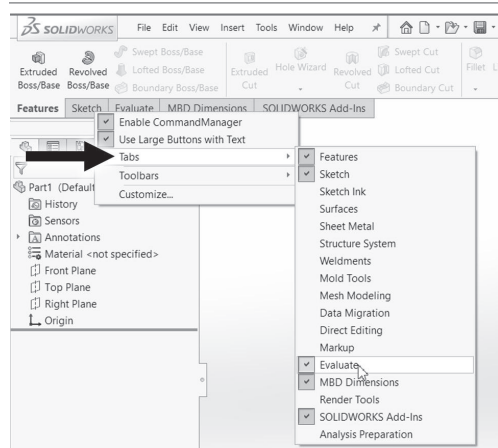 SOLIDWORKS File Edit View Insert Tools Window Help
Extruded Boss/Base
Revolved Boss/Base
Swept Boss/Base
Lofted Boss/Base
Boundary Boss/Base
Extruded Cut
Hole Wizard
Revolved Cut
Swept Cut
Lofted Cut
Boundary Cut
Fillet
Features Sketch Evaluate MBD Dimensions SOLIDWORKS Add-Ins
Enable CommandManager
Use Large Buttons with Text
Tabs
Toolbars
Customize...
Features
Sketch
Sketch Ink
Surfaces
Sheet Metal
Structure System
Weldments
Mold Tools
Mesh Modeling
Data Migration
Direct Editing
Markup
Evaluate
MBD Dimensions
Render Tools
SOLIDWORKS Add-Ins
Analysis Preparation
Part1 (Default
History
Sensors
Annotations
Material <not specified>
Front Plane
Top Plane
Right Plane
Origin